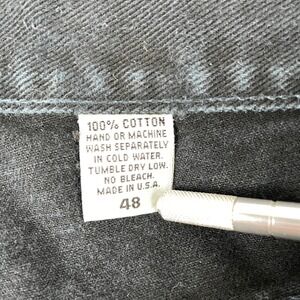 100% COTTON
HAND OR MACHINE
WASH SEPARATELY
IN COLD WATER.
TUMBLE DRY LOW.
NO BLEACH.
MADE IN U.S.A.
48